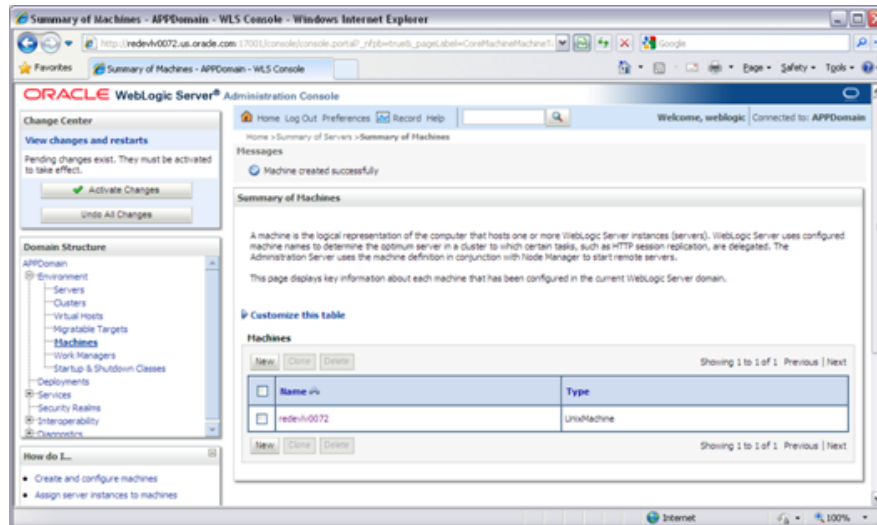 Summary of Machines - APPDomain - WLS Console - Windows Internet Explorer
http://redevlv0072.us.oracle.com:17001/console/console.portal?_nfpb=true&_pageLabel=CoreMachineMachineT
Google
Favorites
Summary of Machines - APPDomain - WLS Console
Page
Safety
Tools
ORACLE WebLogic Server® Administration Console
Change Center
View changes and restarts
Pending changes exist. They must be activated
to take effect.
Activate Changes
Undo All Changes
Domain Structure
APPDomain
Environment
Servers
Clusters
Virtual Hosts
Migratable Targets
Machines
Work Managers
Startup & Shutdown Classes
Deployments
Services
Security Realms
Interoperability
Diagnostics
How do I...
Create and configure machines
Assign server instances to machines
Home Log Out Preferences Record Help
Welcome, weblogic Connected to: APPDomain
Home >Summary of Servers >Summary of Machines
Messages
Machine created successfully
Summary of Machines
A machine is the logical representation of the computer that hosts one or more WebLogic Server instances (servers). WebLogic Server uses configured
machine names to determine the optimum server in a cluster to which certain tasks, such as HTTP session replication, are delegated. The
Administration Server uses the machine definition in conjunction with Node Manager to start remote servers.
This page displays key information about each machine that has been configured in the current WebLogic Server domain.
Customize this table
Machines
New Clone Delete Showing 1 to 1 of 1 Previous | Next
Name Type
redevlv0072 UnixMachine
New Clone Delete Showing 1 to 1 of 1 Previous | Next
Internet 100%